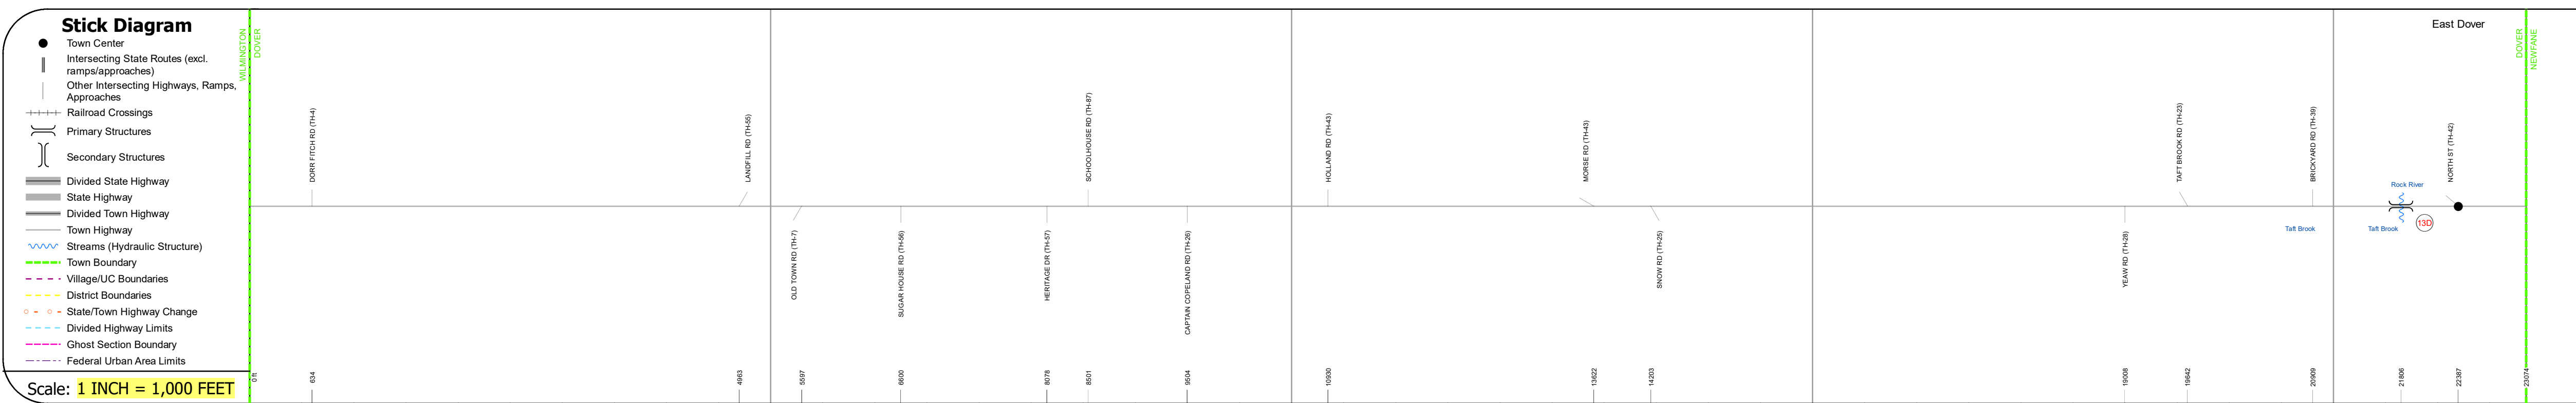 Stick Diagram
Town Center
Intersecting State Routes (excl.
ramps/approaches)
Other Intersecting Highways, Ramps,
Approaches
Railroad Crossings
Primary Structures
Secondary Structures
Divided State Highway
State Highway
Divided Town Highway
Town Highway
Streams (Hydraulic Structure)
Town Boundary
Village/UC Boundaries
District Boundaries
State/Town Highway Change
Divided Highway Limits
Ghost Section Boundary
Federal Urban Area Limits
Scale: 1 INCH = 1,000 FEET
WILMINGTON
DOVER
East Dover
DOVER
NEWFANE
DORR FITCH RD (TH-4)
LANDFILL RD (TH-55)
SCHOOLHOUSE RD (TH-87)
HOLLAND RD (TH-43)
MORSE RD (TH-43)
TAFT BROOK RD (TH-23)
BRICKYARD RD (TH-39)
NORTH ST (TH-42)
Rock River
Taft Brook
Taft Brook
13D
OLD TOWN RD (TH-7)
SUGAR HOUSE RD (TH-56)
HERITAGE DR (TH-57)
CAPTAIN COPELAND RD (TH-26)
SNOW RD (TH-25)
YEAW RD (TH-28)
0 ft
634
4963
5597
6600
8078
8501
9504
10930
13622
14203
19008
19642
20909
21806
22387
23074